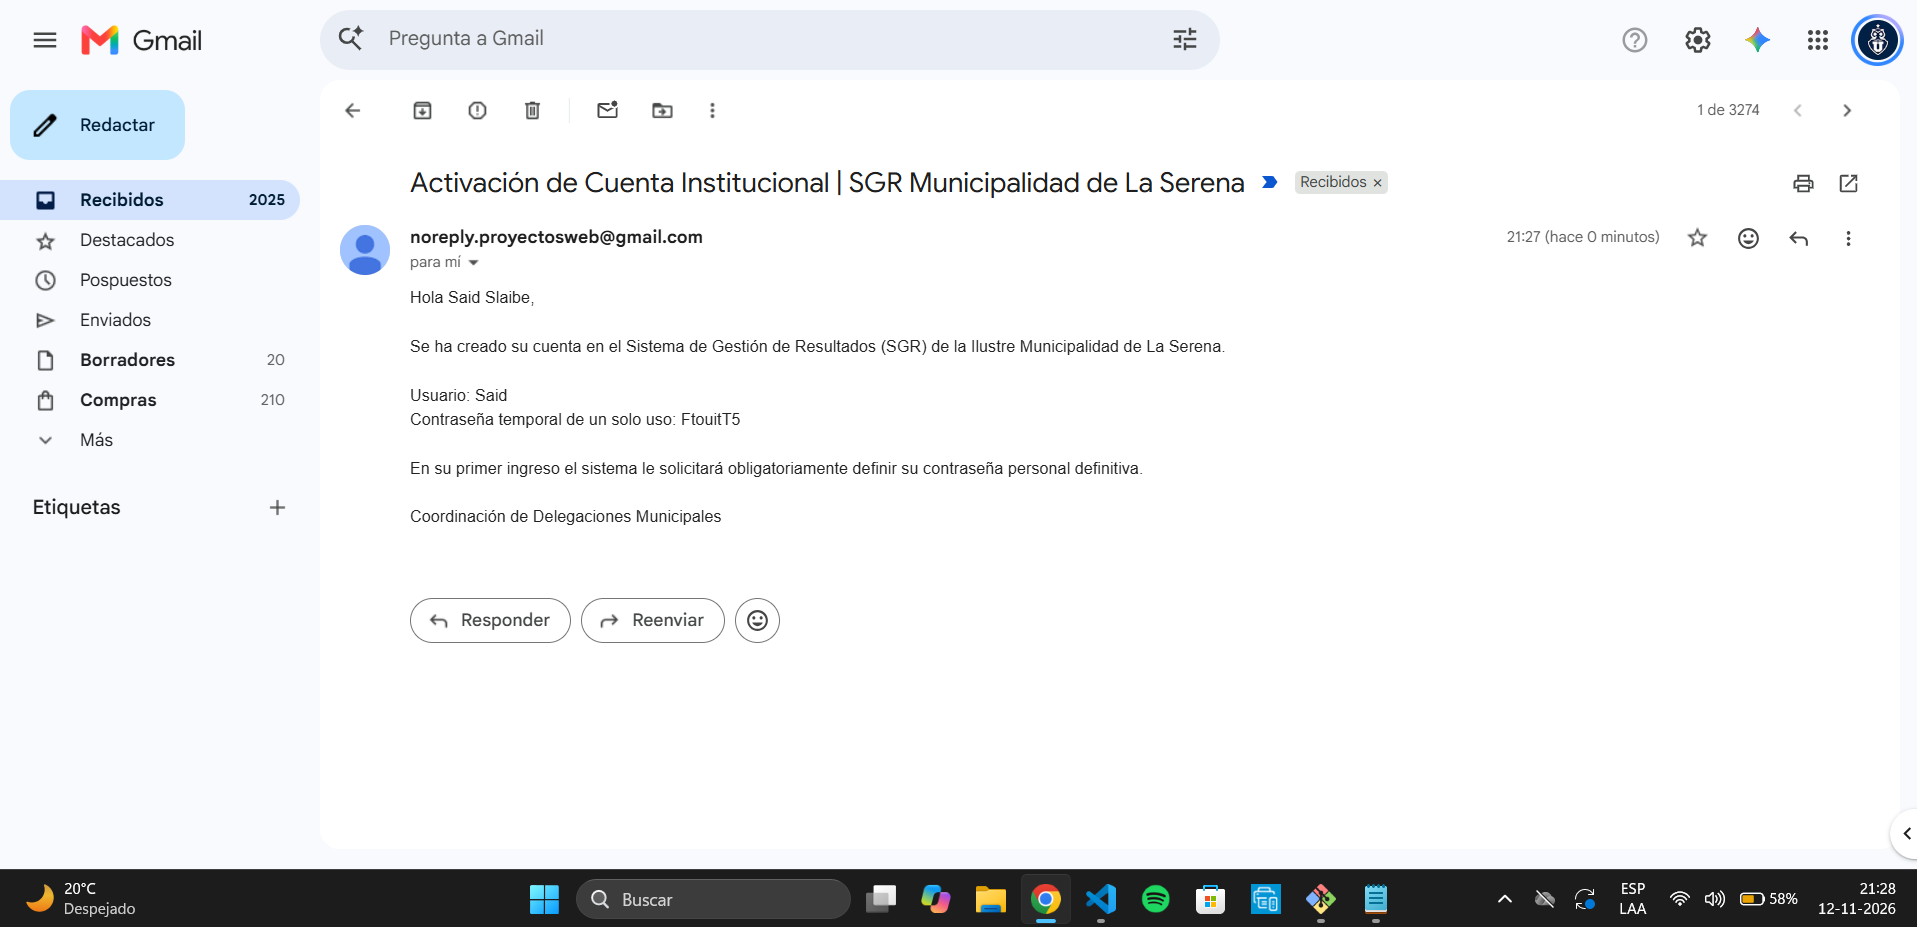 Gmail
Pregunta a Gmail
Redactar
Recibidos 2025
Destacados
Pospuestos
Enviados
Borradores 20
Compras 210
Más
Etiquetas
1 de 3274
Activación de Cuenta Institucional | SGR Municipalidad de La Serena
Recibidos ×
noreply.proyectosweb@gmail.com
21:27 (hace 0 minutos)
para mí
Hola Said Slaibe,
Se ha creado su cuenta en el Sistema de Gestión de Resultados (SGR) de la Ilustre Municipalidad de La Serena.
Usuario: Said
Contraseña temporal de un solo uso: FtouitT5
En su primer ingreso el sistema le solicitará obligatoriamente definir su contraseña personal definitiva.
Coordinación de Delegaciones Municipales
Responder
Reenviar
20°C
Despejado
Buscar
ESP
LAA
58%
21:28
12-11-2026